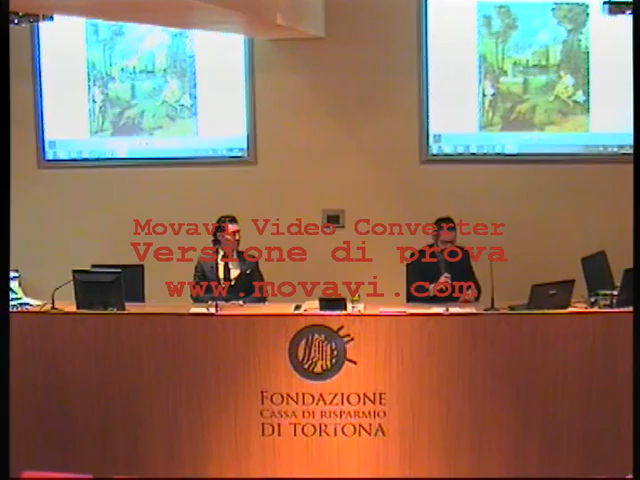 Movavi Video Converter
Versione di prova
www.movavi.com
FONDAZIONE
CASSA DI RISPARMIO
DI TORTONA